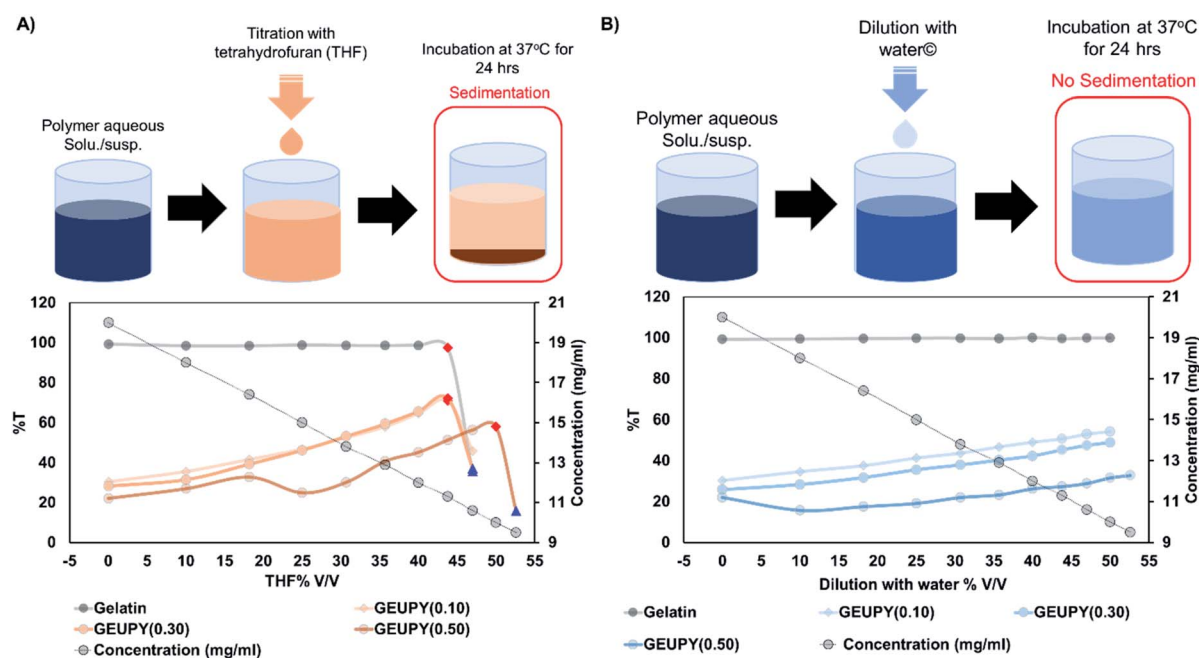 A)
Titration with
tetrahydrofuran (THF)
Incubation at 37ºC for
24 hrs
Sedimentation
Polymer aqueous
Solu./susp.
120
100
80
60
40
20
0
%T
21
19
17
15
13
11
9
Concentration (mg/ml)
-5 0 5 10 15 20 25 30 35 40 45 50 55
THF% V/V
Gelatin
GEUPY(0.10)
GEUPY(0.30)
GEUPY(0.50)
Concentration (mg/ml)
B)
Dilution with
water©
Incubation at 37ºC
for 24 hrs
No Sedimentation
Polymer aqueous
Solu./susp.
120
100
80
60
40
20
0
%T
21
19
17
15
13
11
9
Concentration (mg/ml)
-5 0 5 10 15 20 25 30 35 40 45 50 55
Dilution with water % V/V
Gelatin
GEUPY(0.10)
GEUPY(0.30)
GEUPY(0.50)
Concentration (mg/ml)